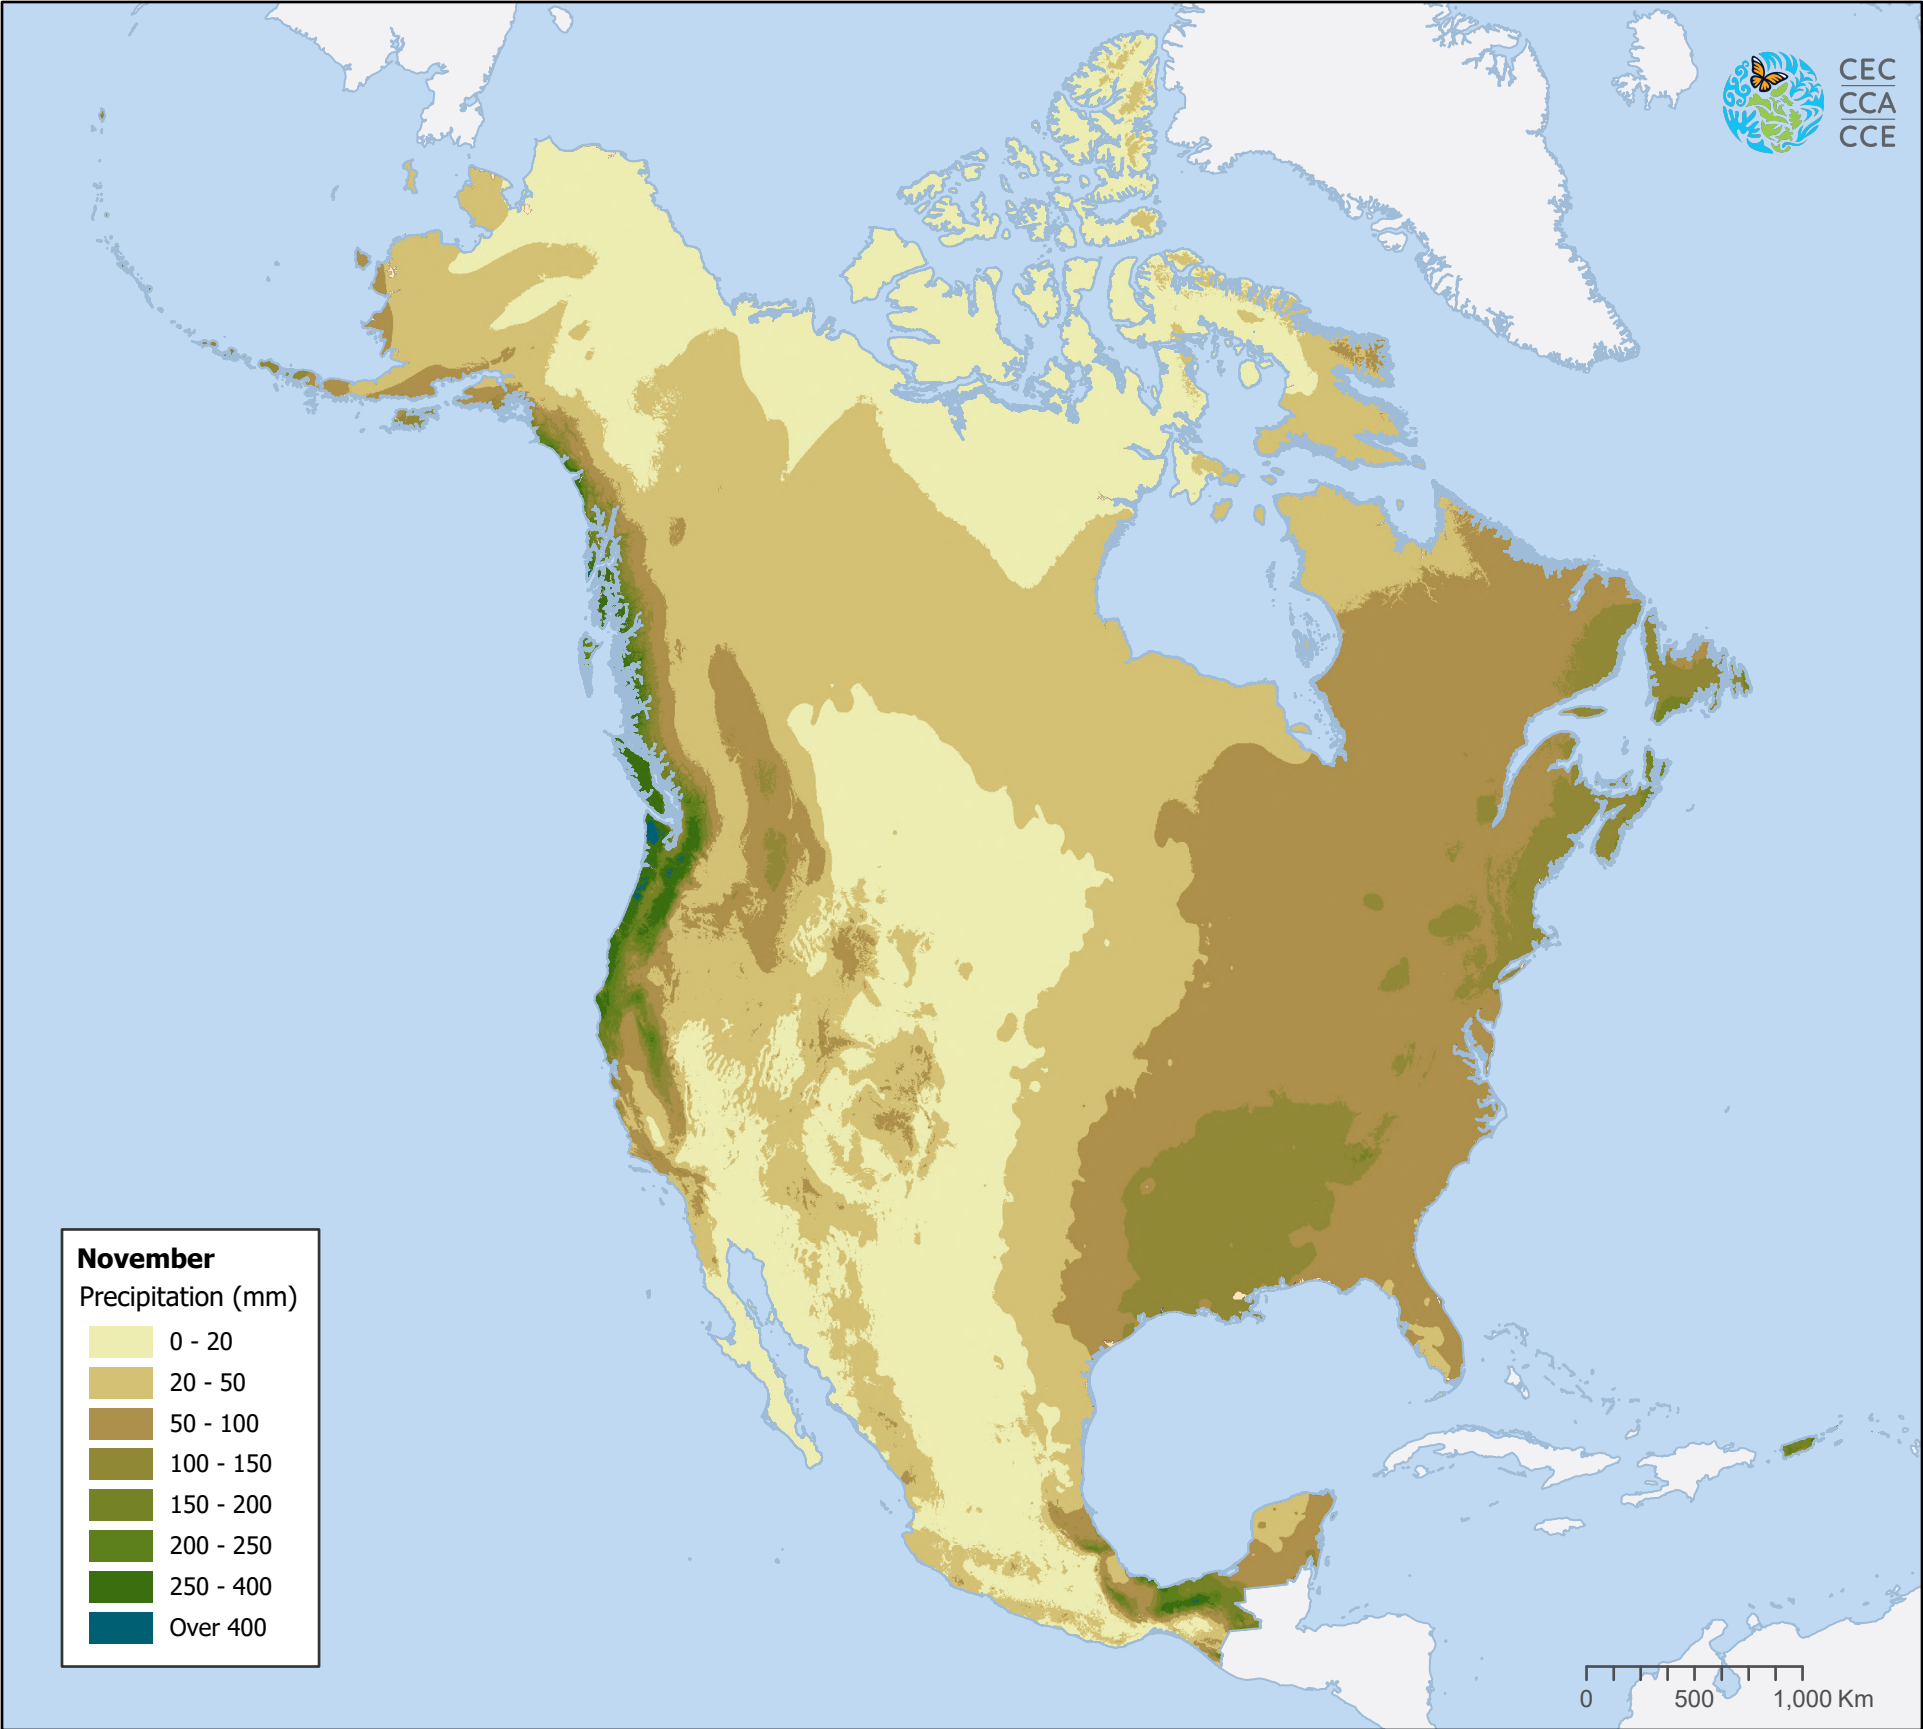 CEC
CCA
CCE
November
Precipitation (mm)
0 - 20
20 - 50
50 - 100
100 - 150
150 - 200
200 - 250
250 - 400
Over 400
0 500 1,000 Km